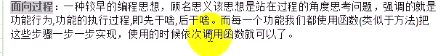 面向过程：一种较早的编程思想，顾名思义该思想是站在过程的角度思考问题，强调的就是
功能行为，功能的执行过程，即先干啥，后干啥。而每一个功能我们都使用函数（类似于方法）把
这些步骤一步一步实现，使用的时候依次调用函数就可以了。